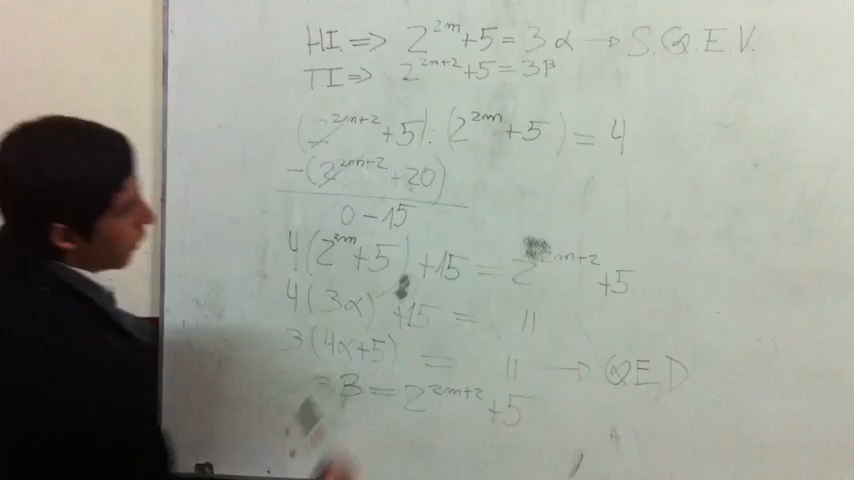 HI. => 2^{2m}+5 = 3α → S.Q.E.V.
TI => 2^{2m+2}+5 = 3β
(2^{2m+2}+5) : (2^{2m}+5) = 4
-(2^{2m+2}+20)
0 - 15
4(2^{2m}+5) +15 = 2^{2m+2}+5
4(3α) +15 = 11
3(4α+5) = 11 → QED
3B = 2^{2m+2}+5